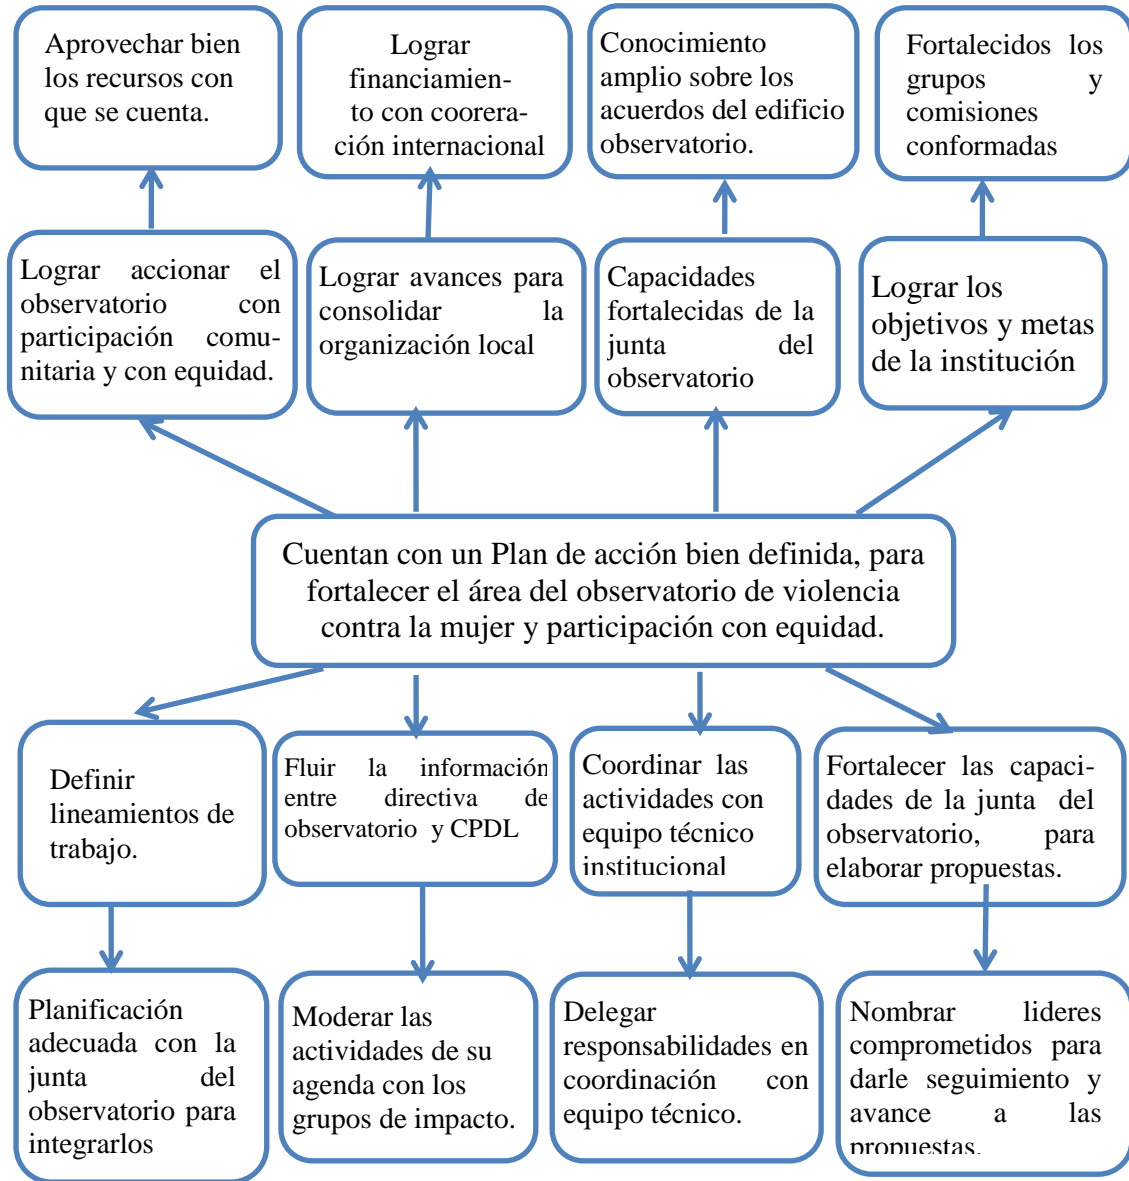 Aprovechar bien
los recursos con
que se cuenta.
Lograr
financiamien-
to con coorera-
ción internacional
Conocimiento
amplio sobre los
acuerdos del edificio
observatorio.
Fortalecidos los
grupos y
comisiones
conformadas
Lograr accionar el
observatorio con
participación comu-
nitaria y con equidad.
Lograr avances para
consolidar la
organización local
Capacidades
fortalecidas de la
junta del
observatorio
Lograr los
objetivos y metas
de la institución
Cuentan con un Plan de acción bien definida, para
fortalecer el área del observatorio de violencia
contra la mujer y participación con equidad.
Definir
lineamientos de
trabajo.
Fluir la información
entre directiva de
observatorio y CPDL
Coordinar las
actividades con
equipo técnico
institucional
Fortalecer las capaci-
dades de la junta del
observatorio, para
elaborar propuestas.
Planificación
adecuada con la
junta del
observatorio para
integrarlos
Moderar las
actividades de su
agenda con los
grupos de impacto.
Delegar
responsabilidades en
coordinación con
equipo técnico.
Nombrar lideres
comprometidos para
darle seguimiento y
avance a las
propuestas.